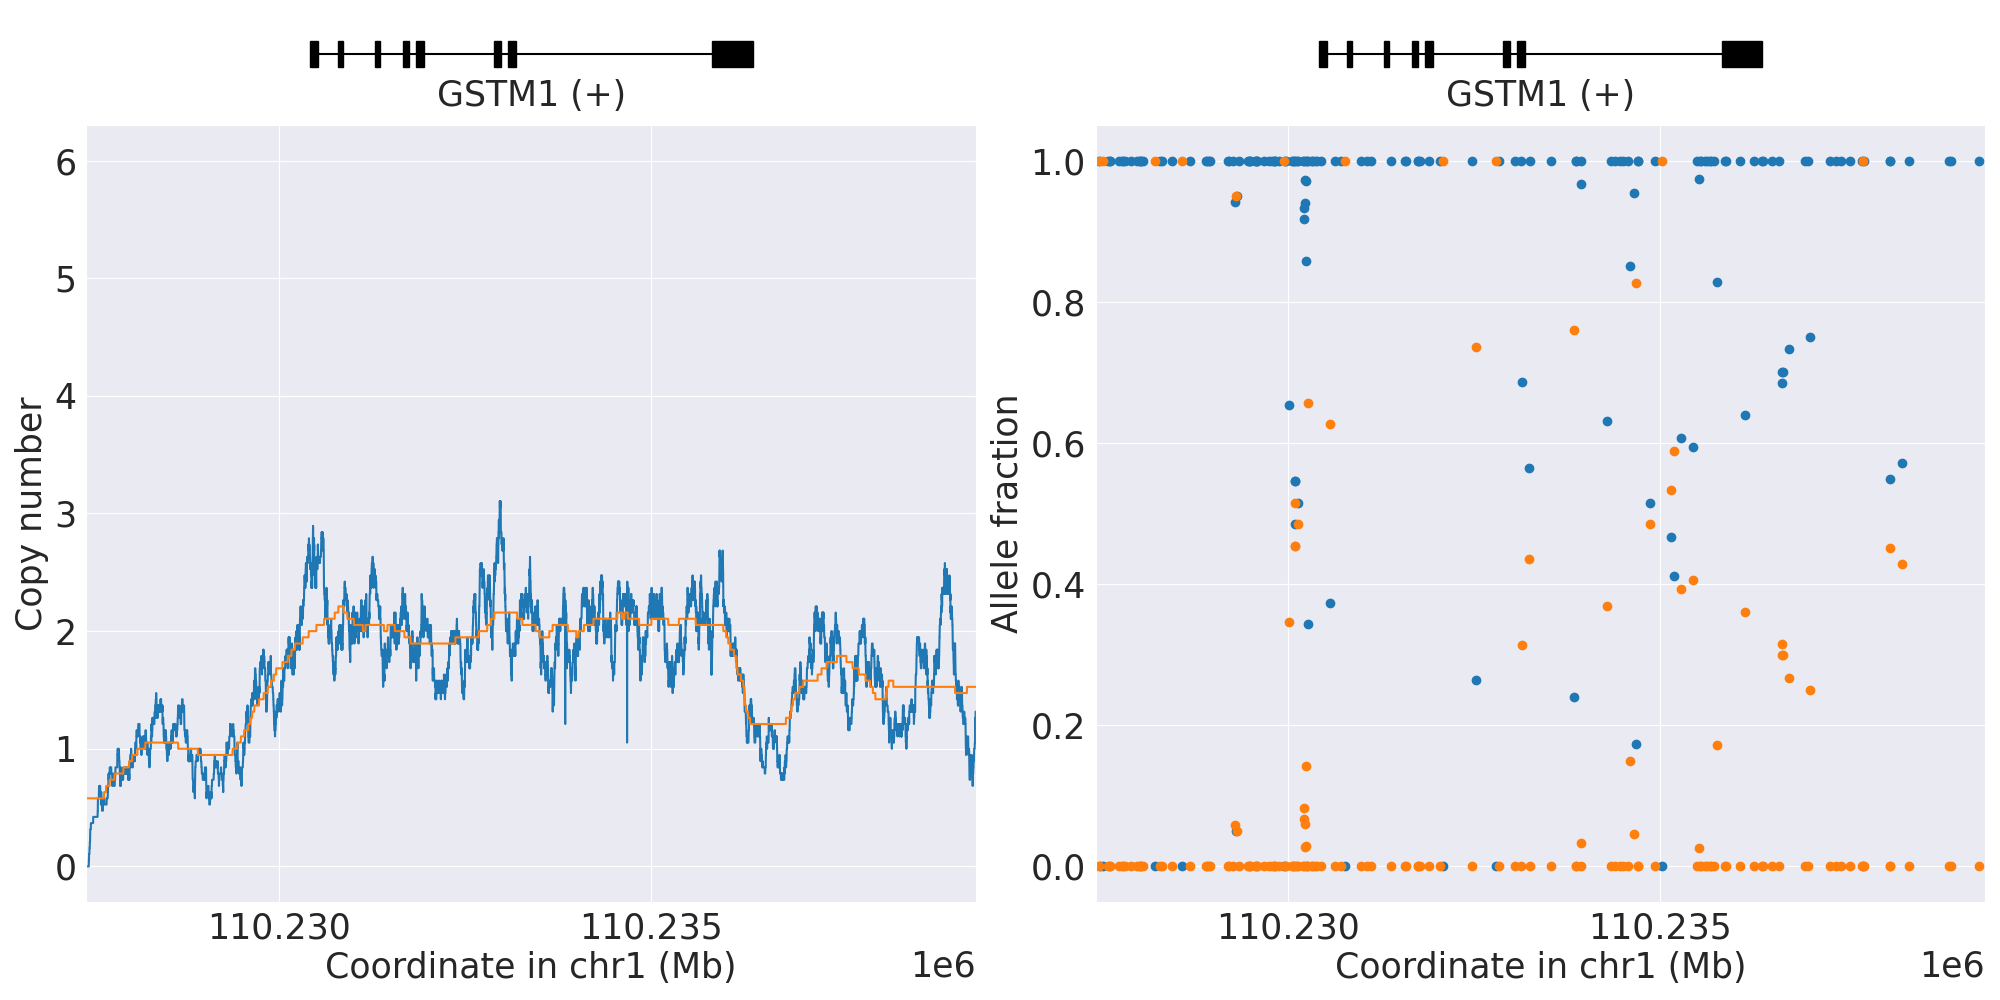 GSTM1 (+)
6
5
4
3
2
1
0
Copy number
110.230
110.235
Coordinate in chr1 (Mb)
1e6
GSTM1 (+)
1.0
0.8
0.6
0.4
0.2
0.0
Allele fraction
110.230
110.235
Coordinate in chr1 (Mb)
1e6